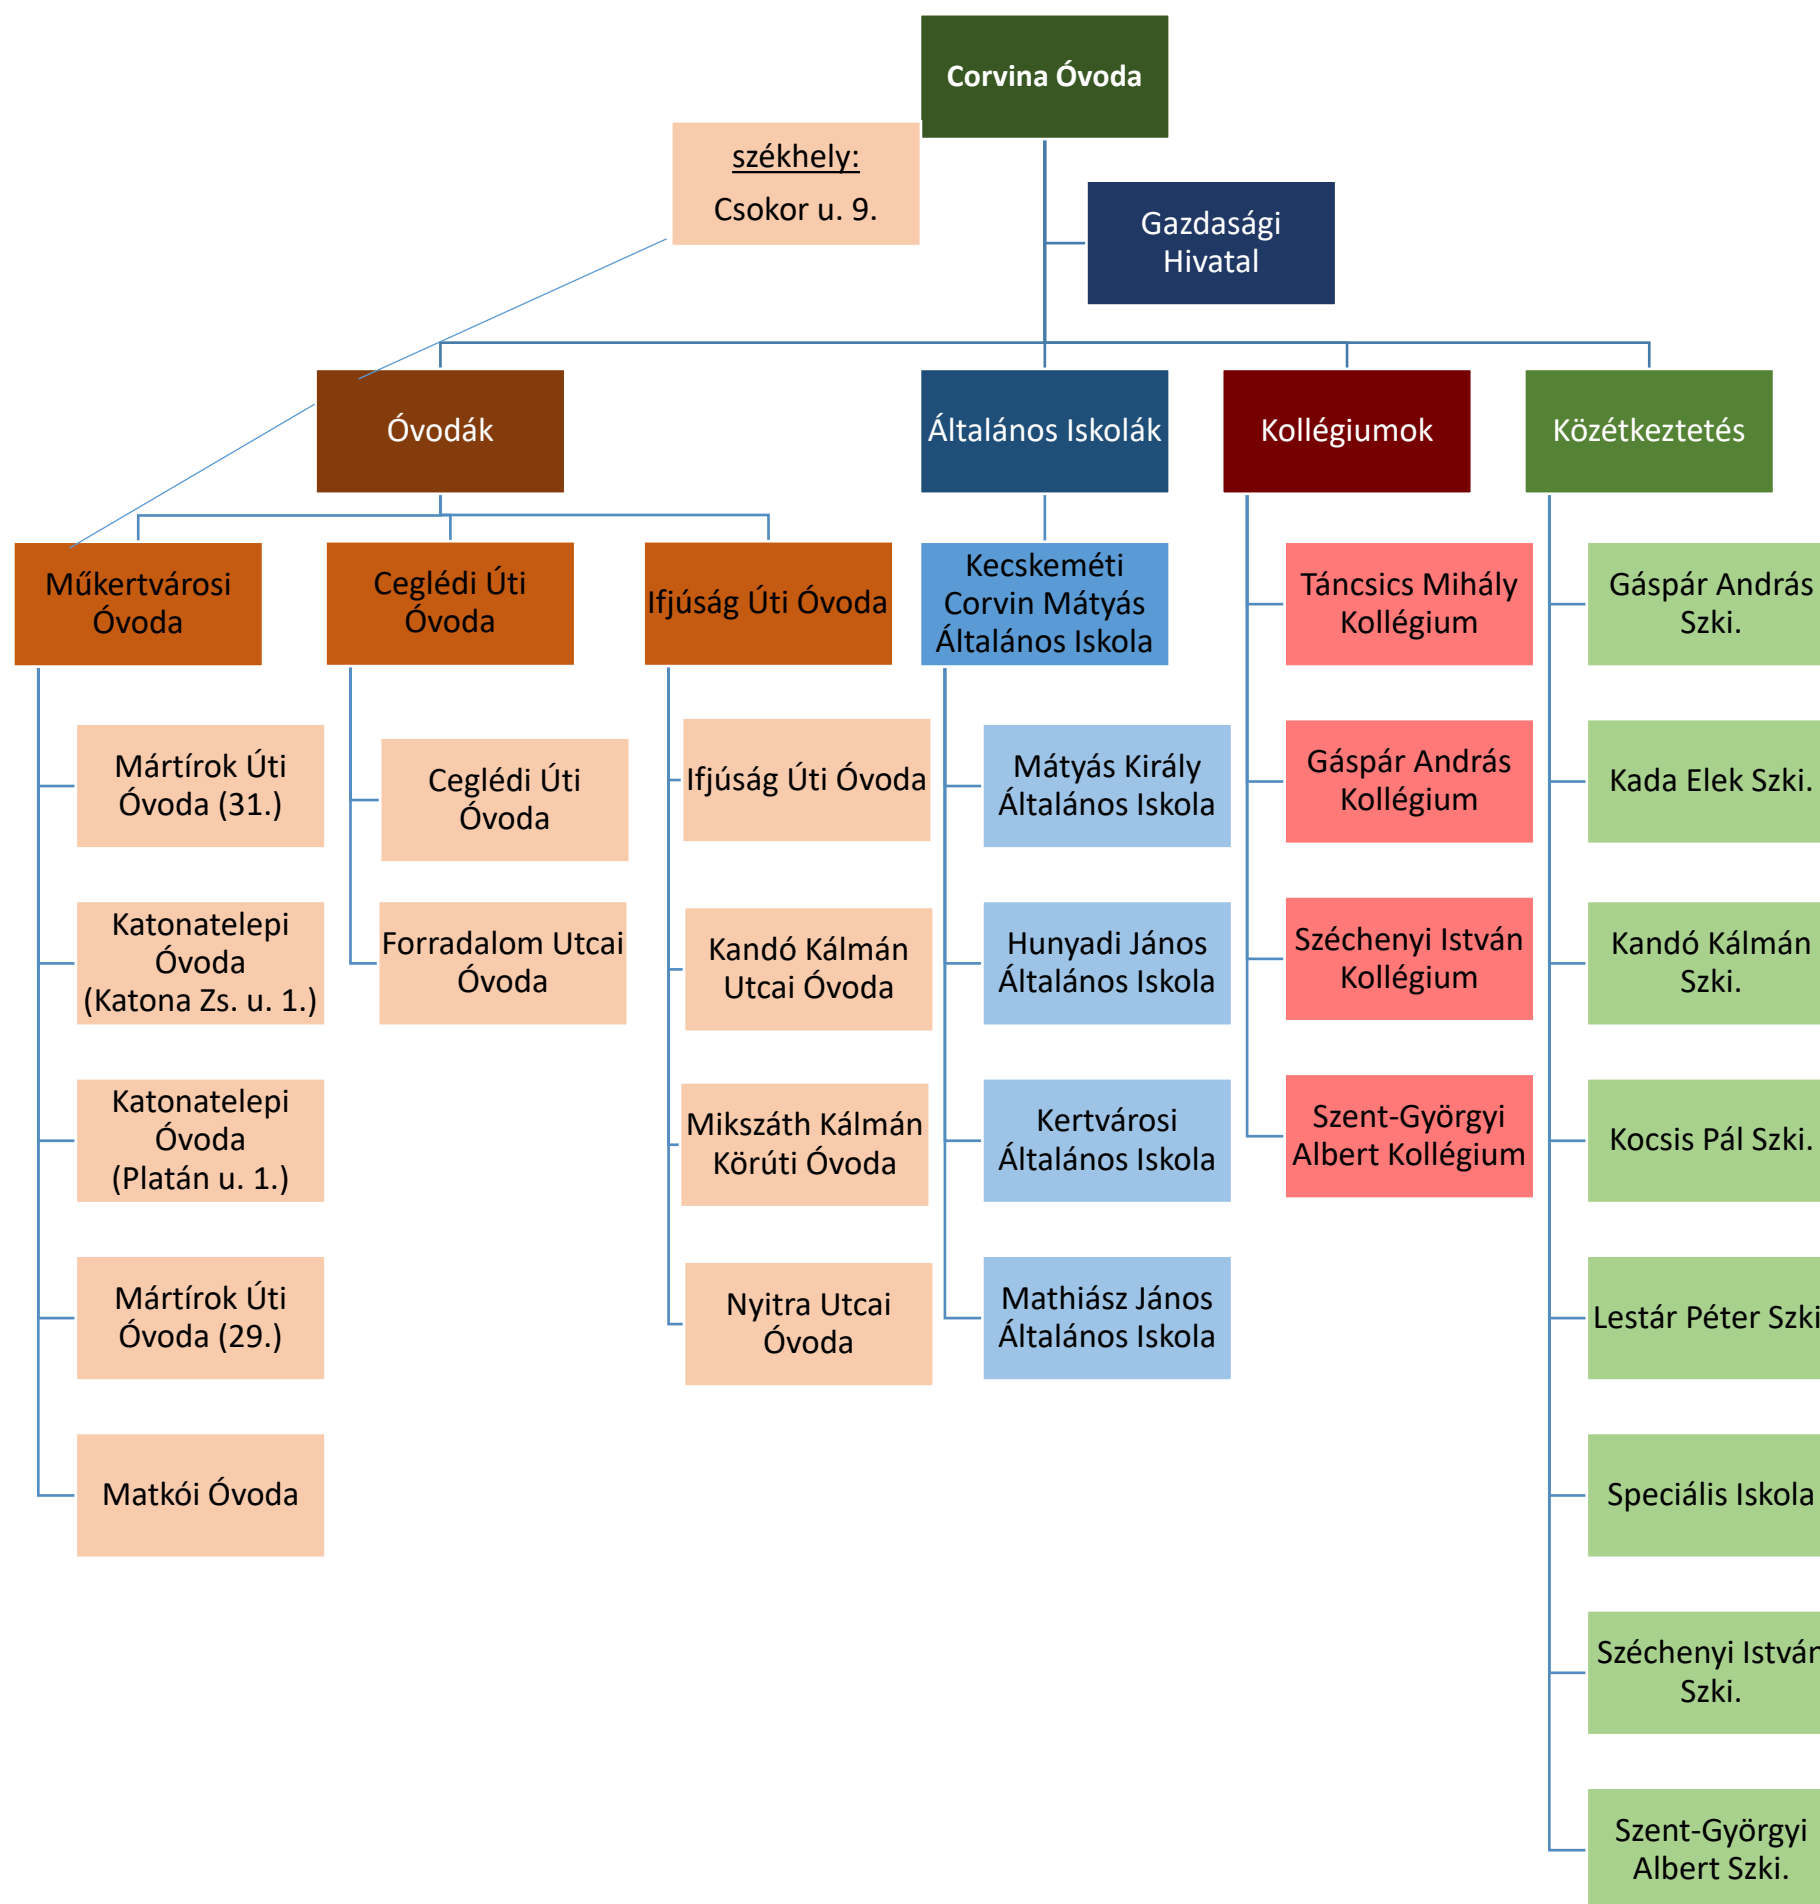 Corvina Óvoda
székhely:
Csokor u. 9.
Gazdasági
Hivatal
Óvodák
Általános Iskolák
Kollégiumok
Közétkeztetés
Műkertvárosi
Óvoda
Ceglédi Úti
Óvoda
Ifjúság Úti Óvoda
Kecskeméti
Corvin Mátyás
Általános Iskola
Táncsics Mihály
Kollégium
Gáspár András
Szki.
Mártírok Úti
Óvoda (31.)
Ceglédi Úti
Óvoda
Ifjúság Úti Óvoda
Mátyás Király
Általános Iskola
Gáspár András
Kollégium
Kada Elek Szki.
Katonatelepi
Óvoda
(Katona Zs. u. 1.)
Forradalom Utcai
Óvoda
Kandó Kálmán
Utcai Óvoda
Hunyadi János
Általános Iskola
Széchenyi István
Kollégium
Kandó Kálmán
Szki.
Katonatelepi
Óvoda
(Platán u. 1.)
Mikszáth Kálmán
Körúti Óvoda
Kertvárosi
Általános Iskola
Szent-Györgyi
Albert Kollégium
Kocsis Pál Szki.
Mártírok Úti
Óvoda (29.)
Nyitra Utcai
Óvoda
Mathiász János
Általános Iskola
Lestár Péter Szki
Matkói Óvoda
Speciális Iskola
Széchenyi István
Szki.
Szent-Györgyi
Albert Szki.